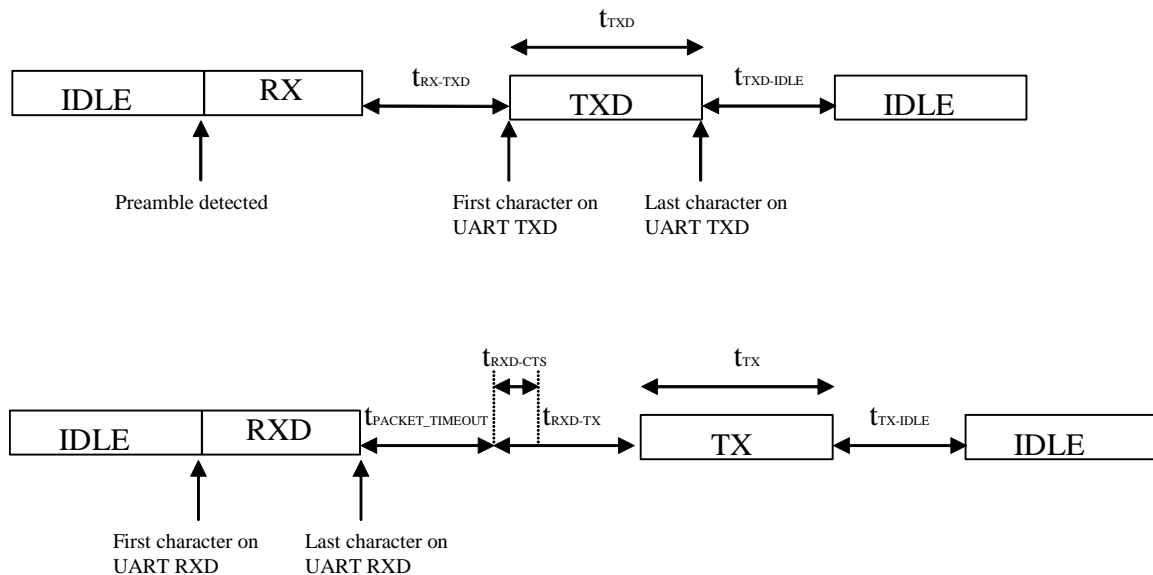 tTXD
IDLE
RX
tRX-TXD
TXD
tTXD-IDLE
IDLE
Preamble detected
First character on
UART TXD
Last character on
UART TXD
tRXD-CTS
tTX
IDLE
RXD
tPACKET_TIMEOUT
tRXD-TX
TX
tTX-IDLE
IDLE
First character on
UART RXD
Last character on
UART RXD